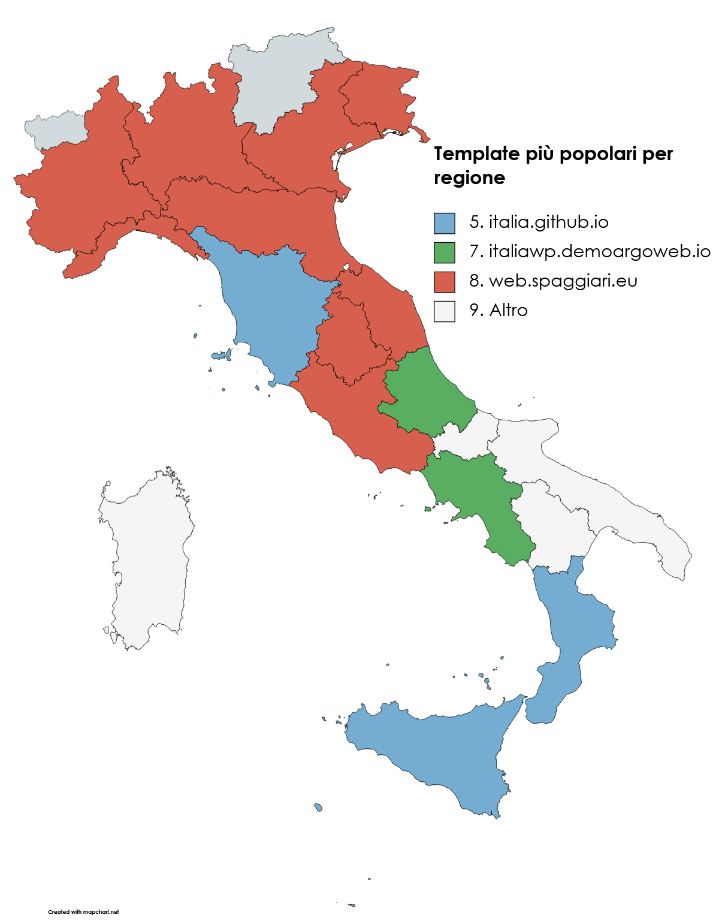 Template più popolari per
regione
5. italia.github.io
7. italiawp.demoargoweb.io
8. web.spaggiari.eu
9. Altro
Created with mapchart.net